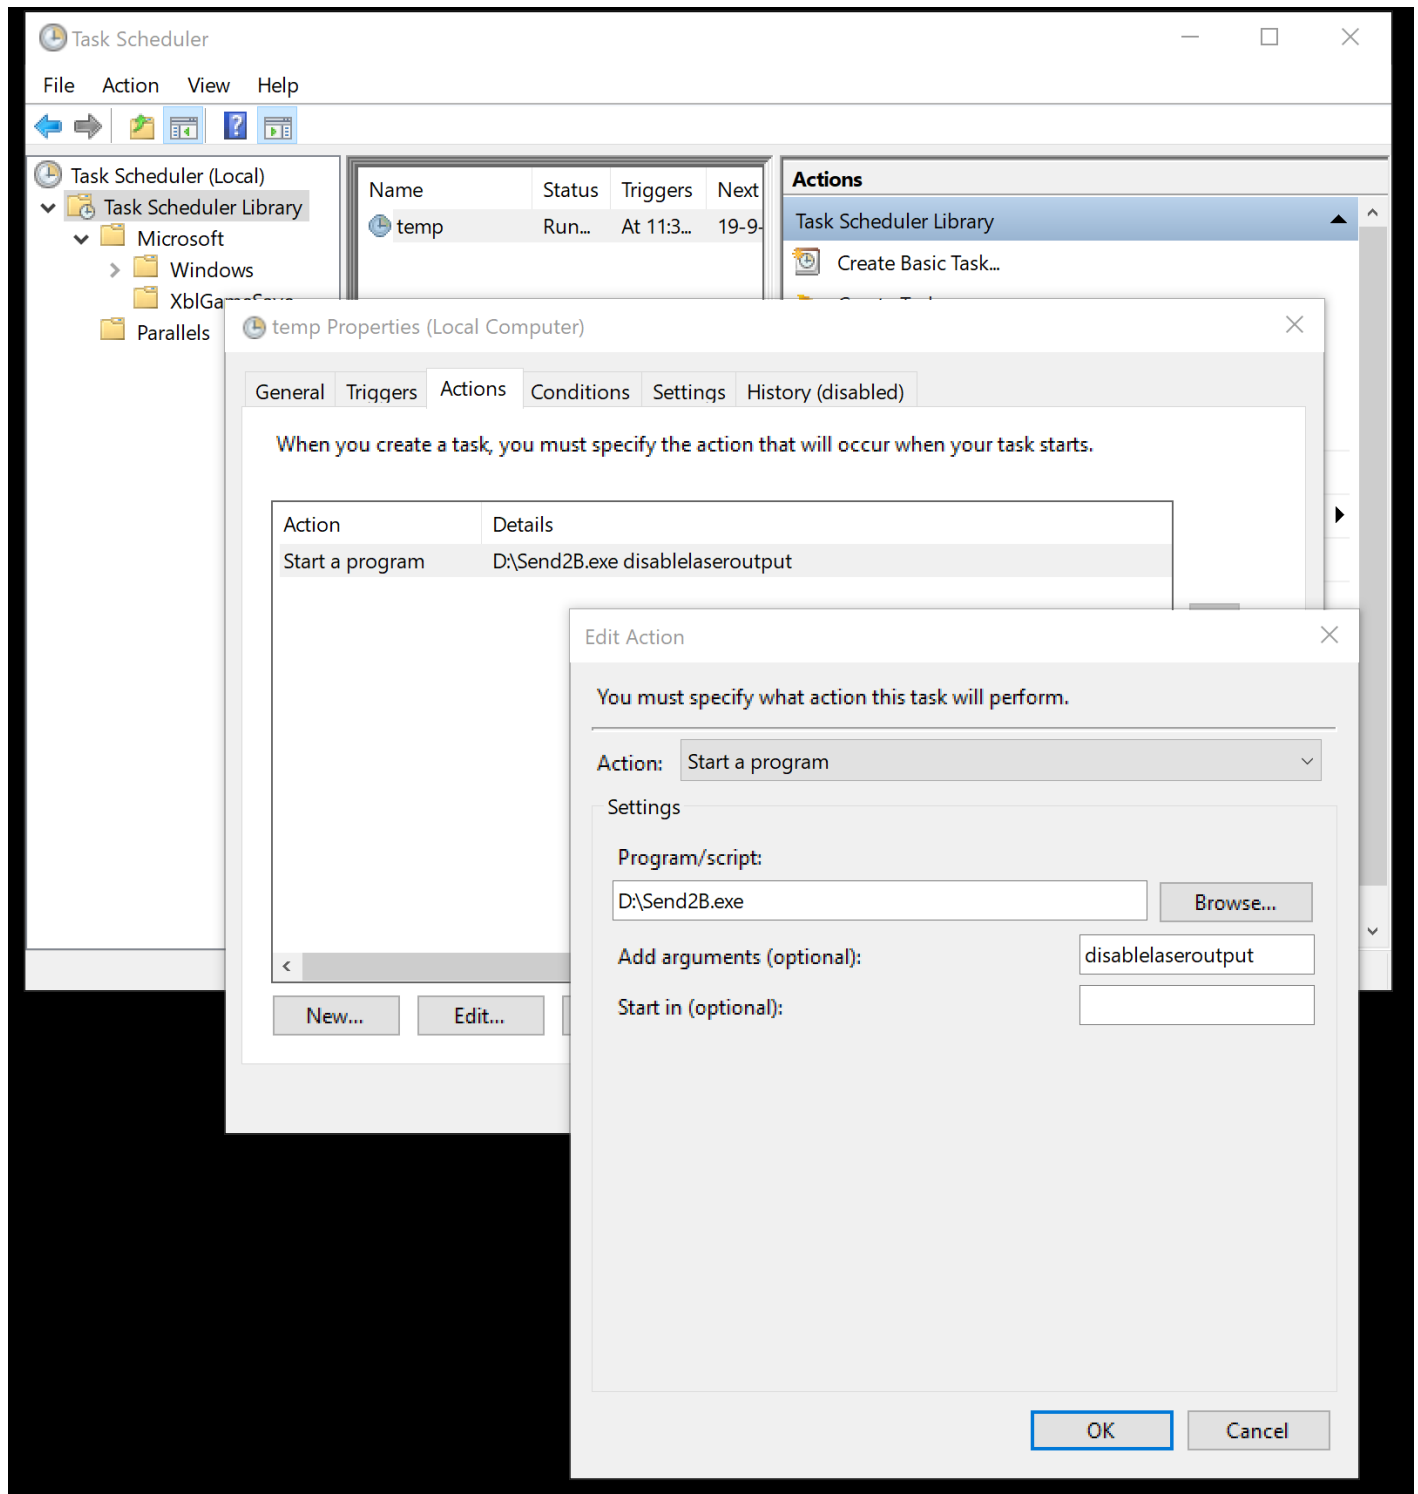 Task Scheduler
File Action View Help
Task Scheduler (Local)
Task Scheduler Library
Microsoft
Windows
XblGameSave
Parallels
Name Status Triggers Next
temp Run... At 11:3... 19-9-
Actions
Task Scheduler Library
Create Basic Task...
temp Properties (Local Computer)
General Triggers Actions Conditions Settings History (disabled)
When you create a task, you must specify the action that will occur when your task starts.
Action Details
Start a program D:\Send2B.exe disablelaseroutput
New... Edit...
Edit Action
You must specify what action this task will perform.
Action: Start a program
Settings
Program/script:
D:\Send2B.exe Browse...
Add arguments (optional): disablelaseroutput
Start in (optional):
OK Cancel